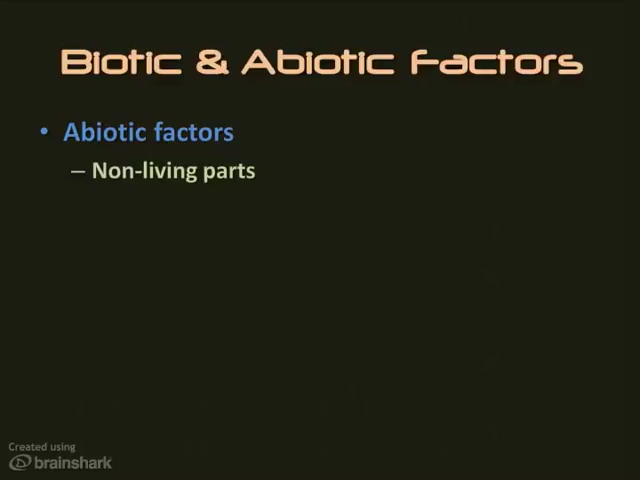 Biotic & Abiotic Factors
• Abiotic factors
– Non-living parts
Created using
brainshark